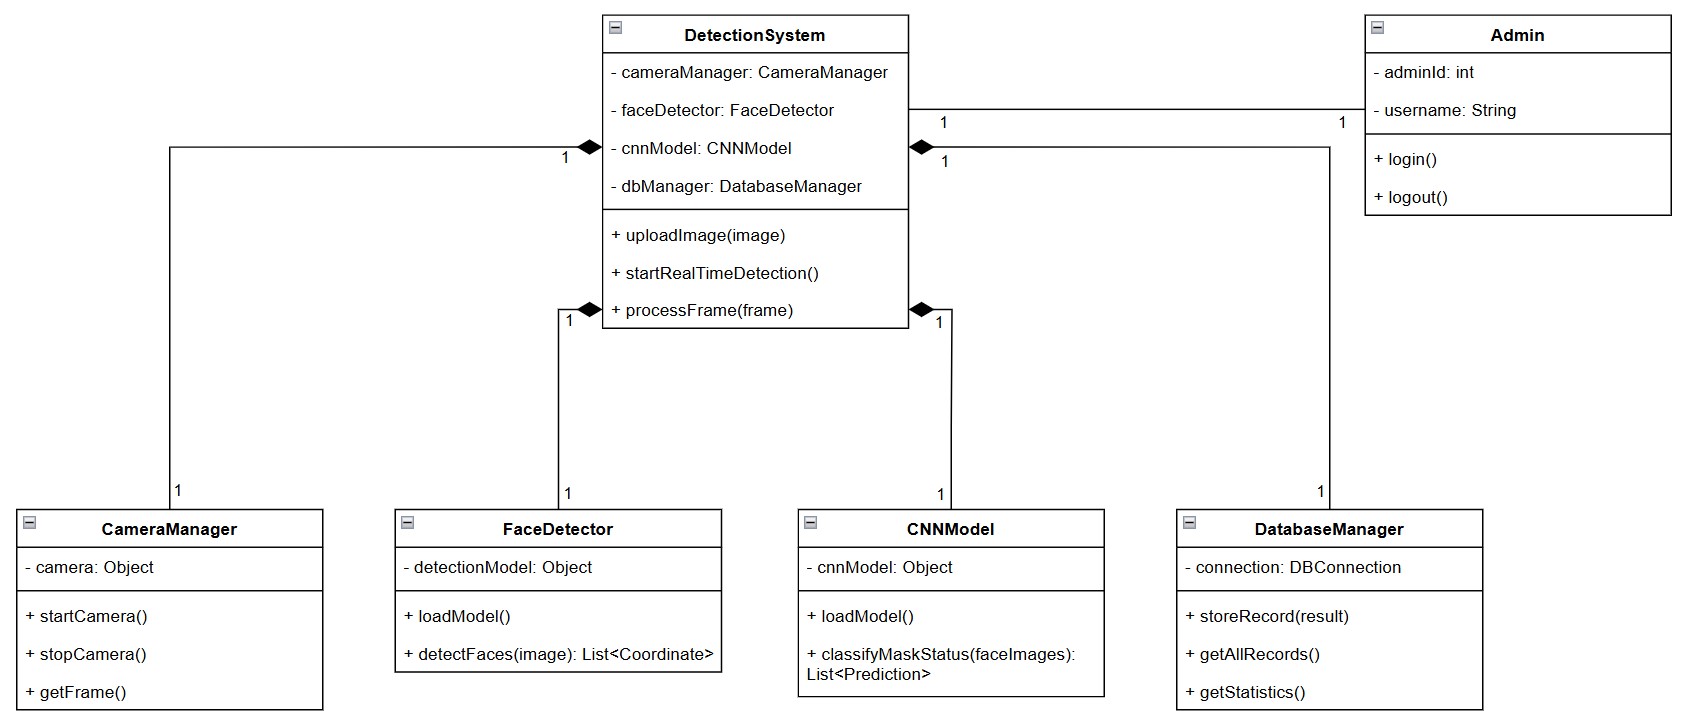 DetectionSystem
- cameraManager: CameraManager
- faceDetector: FaceDetector
- cnnModel: CNNModel
- dbManager: DatabaseManager
+ uploadImage(image)
+ startRealTimeDetection()
+ processFrame(frame)
Admin
- adminId: int
- username: String
+ login()
+ logout()
1
1
1
1
1
1
1
1
1
1
CameraManager
- camera: Object
+ startCamera()
+ stopCamera()
+ getFrame()
FaceDetector
- detectionModel: Object
+ loadModel()
+ detectFaces(image): List<Coordinate>
CNNModel
- cnnModel: Object
+ loadModel()
+ classifyMaskStatus(faceImages):
List<Prediction>
DatabaseManager
- connection: DBConnection
+ storeRecord(result)
+ getAllRecords()
+ getStatistics()